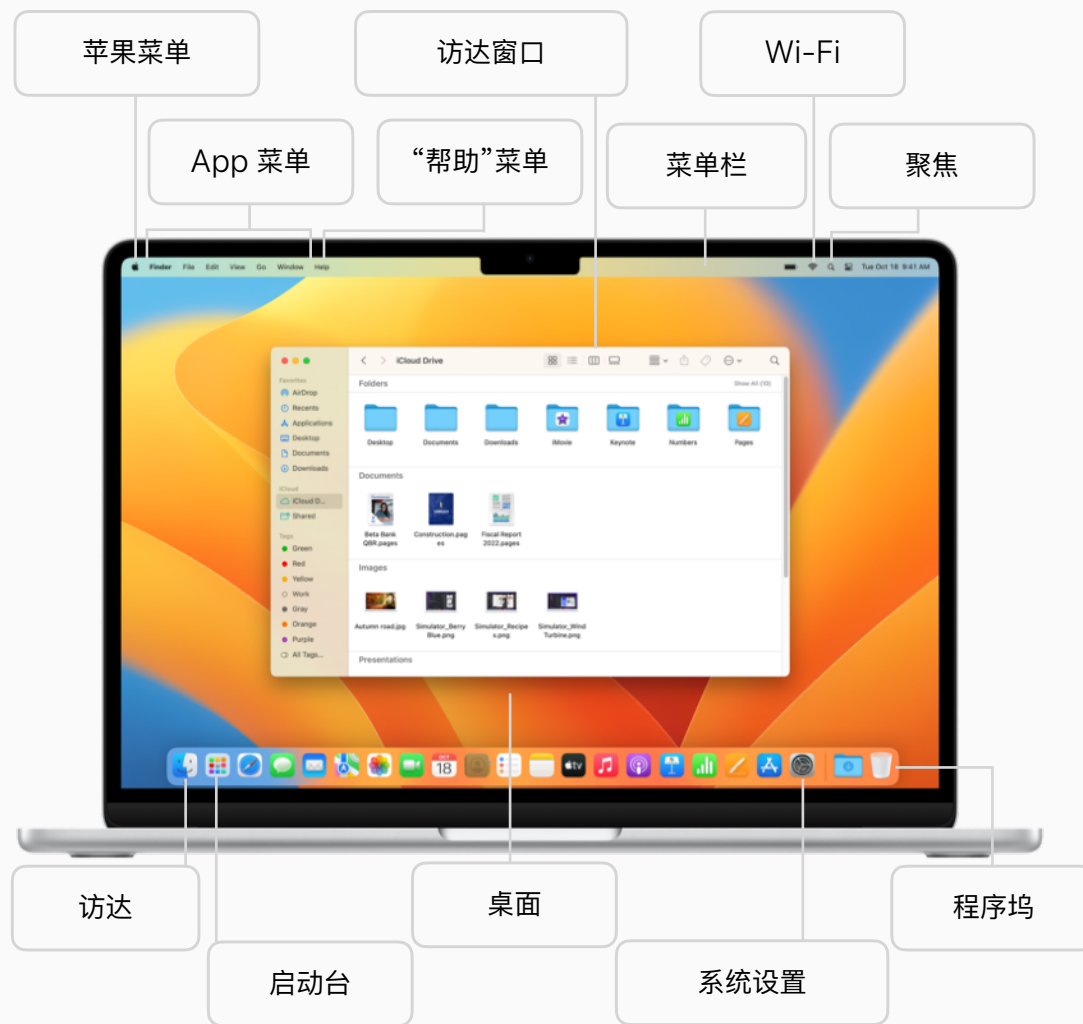 苹果菜单
访达窗口
Wi-Fi
App 菜单
“帮助”菜单
菜单栏
聚焦
Finder File Edit View Go Window Help
Tue Oct 18 9:41 AM
iCloud Drive
Favorites
AirDrop
Recents
Applications
Desktop
Documents
Downloads
iCloud
iCloud D...
Shared
Tags
Green
Red
Yellow
Work
Gray
Orange
Purple
All Tags...
Folders
Show All (10)
Desktop Documents Downloads iMovie Keynote Numbers Pages
Documents
Beta Bank QBR.pages
Construction.pages
Fiscal Report 2022.pages
Images
Autumn road.jpg
Simulator_Berry Blue.png
Simulator_Recipes.png
Simulator_Wind Turbine.png
Presentations
OCT
18
tv
访达
桌面
程序坞
启动台
系统设置